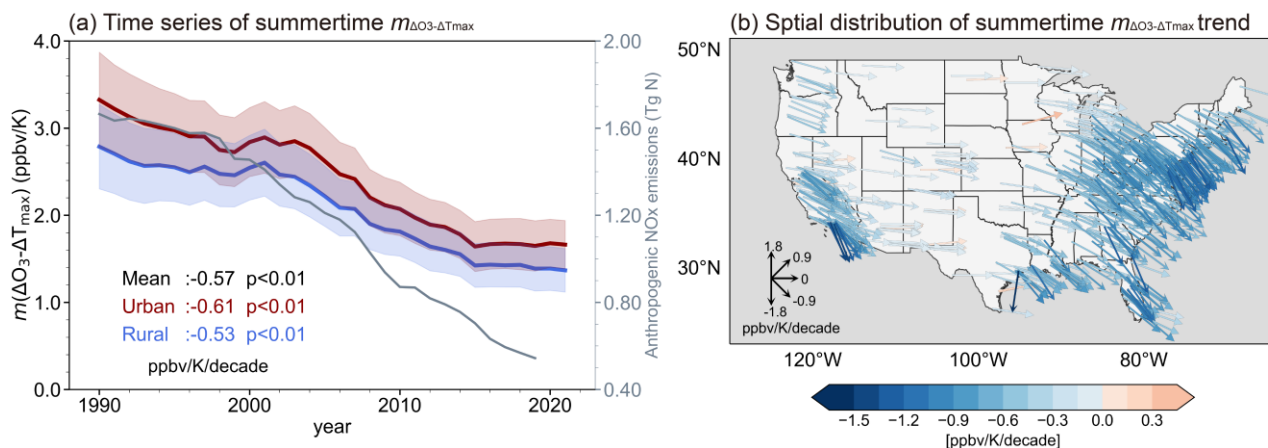 (a) Time series of summertime mΔO3-ΔTmax
4.0
3.0
2.0
1.0
0.0
m(ΔO3-ΔTmax) (ppbv/K)
2.00
1.60
1.20
0.80
0.40
Anthropogenic NOx emissions (Tg N)
Mean :-0.57 p<0.01
Urban :-0.61 p<0.01
Rural :-0.53 p<0.01
ppbv/K/decade
1990 2000 2010 2020
year
(b) Sptial distribution of summertime mΔO3-ΔTmax trend
50°N
40°N
30°N
1.8
0.9
0
-0.9
-1.8
ppbv/K/decade
120°W 100°W 80°W
-1.5 -1.2 -0.9 -0.6 -0.3 0.0 0.3
[ppbv/K/decade]